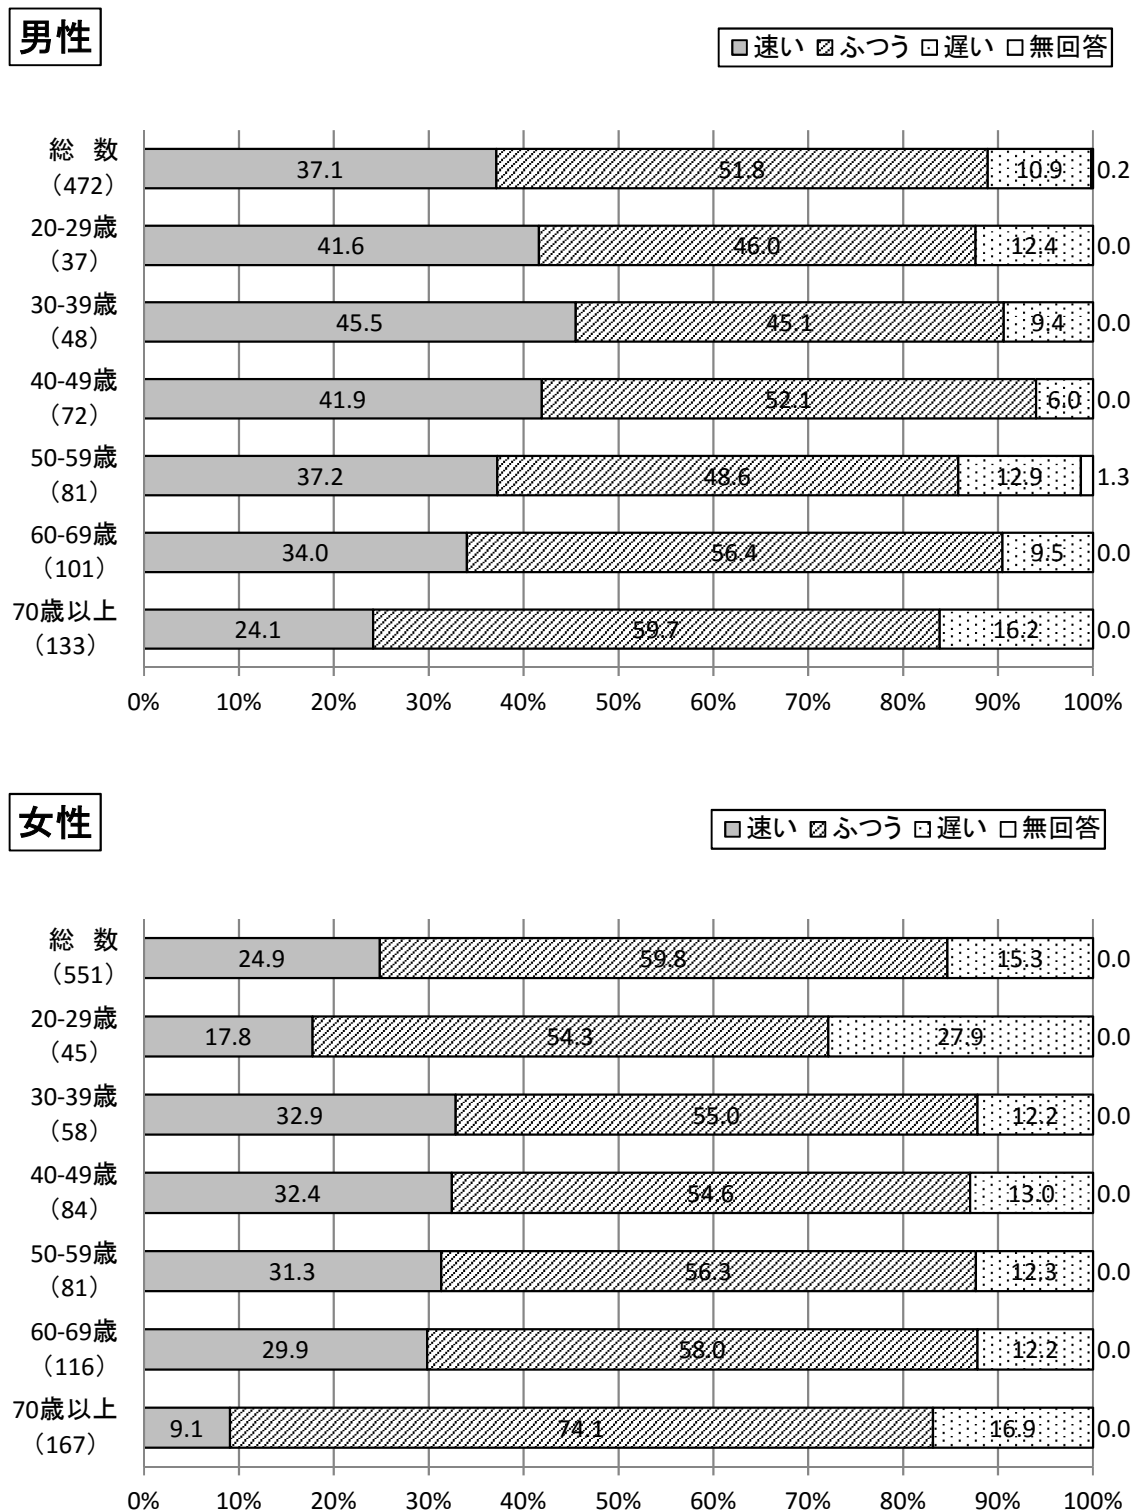 男性
速い ふつう 遅い 無回答
総 数
（472）
37.1 51.8 10.9 0.2
20-29歳
（37）
41.6 46.0 12.4 0.0
30-39歳
（48）
45.5 45.1 9.4 0.0
40-49歳
（72）
41.9 52.1 6.0 0.0
50-59歳
（81）
37.2 48.6 12.9 1.3
60-69歳
（101）
34.0 56.4 9.5 0.0
70歳以上
（133）
24.1 59.7 16.2 0.0
0% 10% 20% 30% 40% 50% 60% 70% 80% 90% 100%
女性
速い ふつう 遅い 無回答
総 数
（551）
24.9 59.8 15.3 0.0
20-29歳
（45）
17.8 54.3 27.9 0.0
30-39歳
（58）
32.9 55.0 12.2 0.0
40-49歳
（84）
32.4 54.6 13.0 0.0
50-59歳
（81）
31.3 56.3 12.3 0.0
60-69歳
（116）
29.9 58.0 12.2 0.0
70歳以上
（167）
9.1 74.1 16.9 0.0
0% 10% 20% 30% 40% 50% 60% 70% 80% 90% 100%